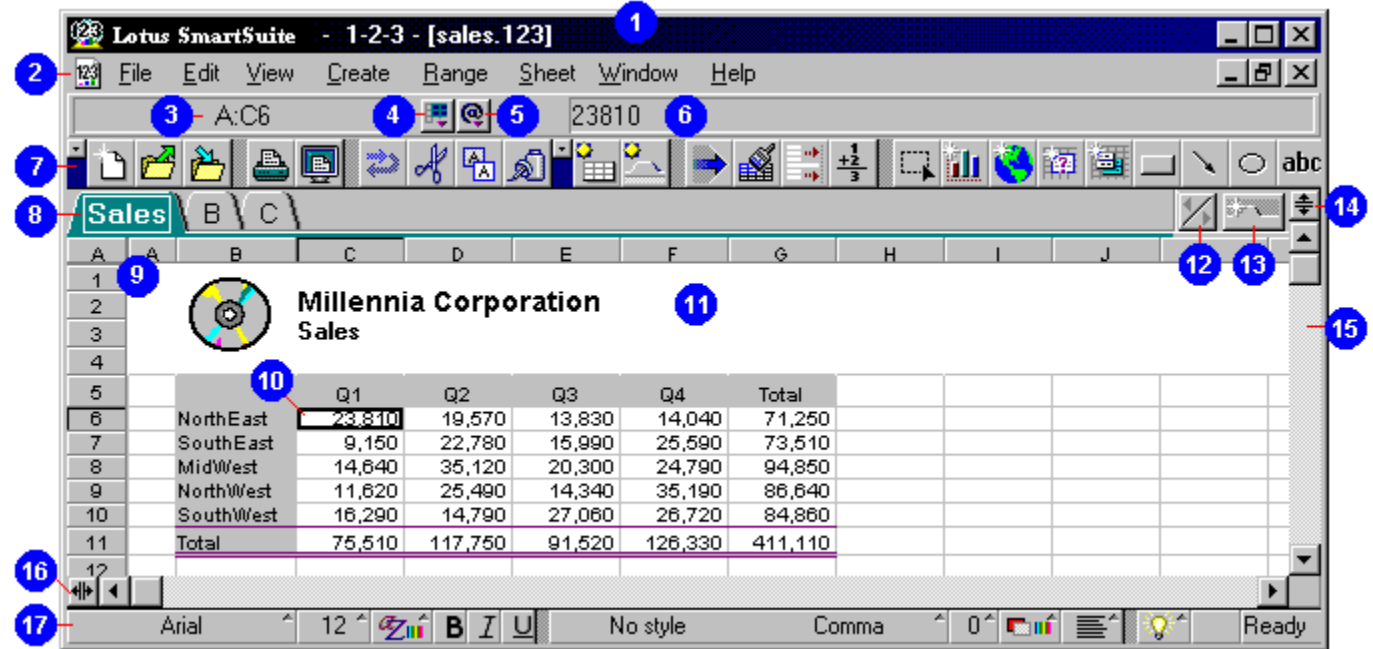 1
Lotus SmartSuite - 1-2-3 - [sales.123]
2 File Edit View Create Range Sheet Window Help
3 A:C6 4 @ 5 23810 6
7 +1/2 3 ? abc
8 Sales B C 14
12 13
A A B C D E F G H I J
1 9
2 Millennia Corporation 11
3 Sales 15
4
5 10 Q1 Q2 Q3 Q4 Total
6 NorthEast 23,810 19,570 13,830 14,040 71,250
7 SouthEast 9,150 22,780 15,990 25,590 73,510
8 MidWest 14,640 35,120 20,300 24,790 94,850
9 NorthWest 11,620 25,490 14,340 35,190 86,640
10 SouthWest 16,290 14,790 27,060 26,720 84,860
11 Total 75,510 117,750 91,520 126,330 411,110
12
16
17 Arial 12 B I U No style Comma 0 Ready